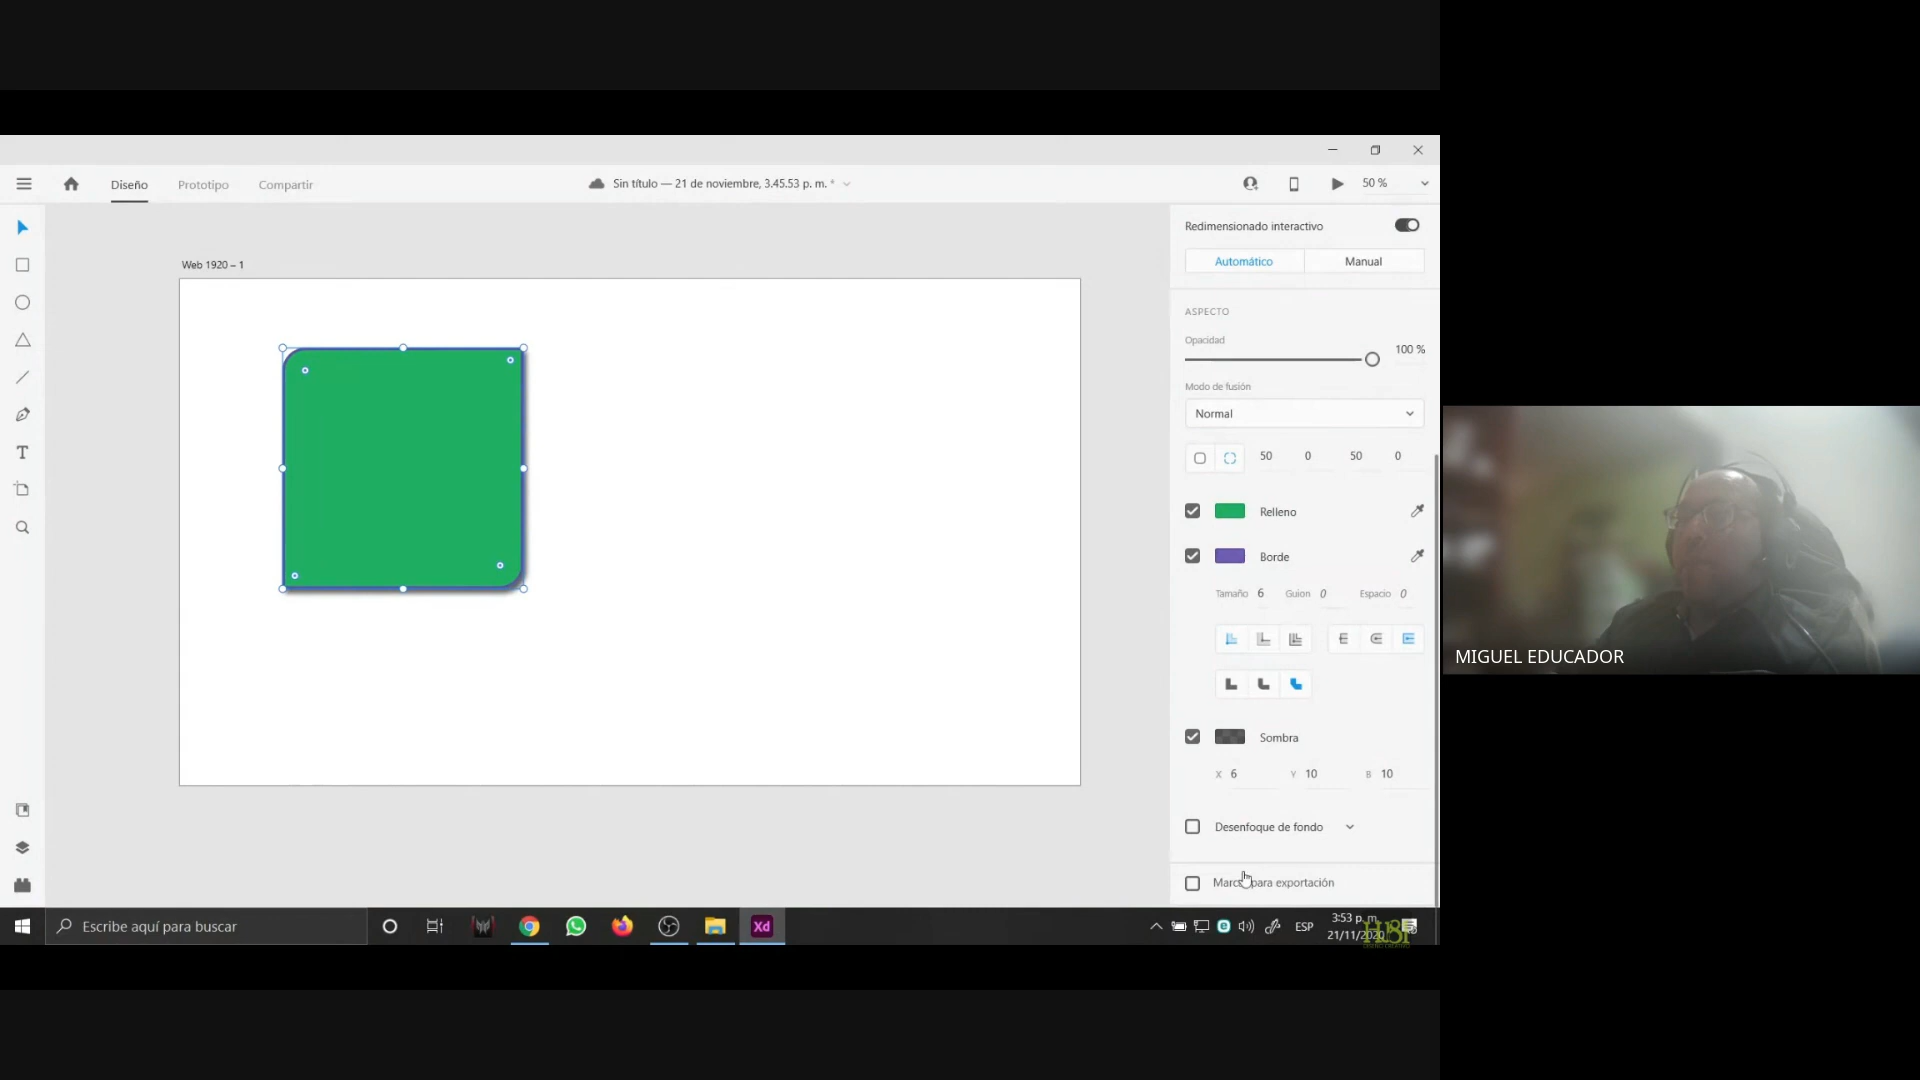 Diseño
Prototipo
Compartir
Sin título — 21 de noviembre, 3.45.53 p. m. *
50 %
Redimensionado interactivo
Automático
Manual
Web 1920 – 1
ASPECTO
Opacidad
100 %
Modo de fusión
Normal
50 0 50 0
Relleno
Borde
Tamaño 6 Guion 0 Espacio 0
Sombra
X 6 Y 10 B 10
Desenfoque de fondo
para exportación
MIGUEL EDUCADOR
T
Escribe aquí para buscar
Xd
ESP
3:53 p. m.
21/11/2020